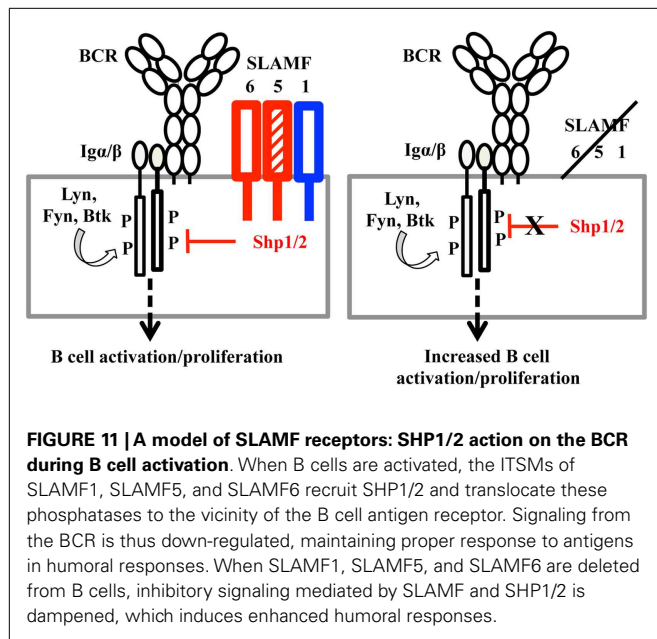 BCR
SLAMF
6 5 1
Igα/β
Lyn,
Fyn, Btk
P P
P P
Shp1/2
B cell activation/proliferation
BCR
SLAMF
6 5 1
Igα/β
Lyn,
Fyn, Btk
P P
P P
X
Shp1/2
Increased B cell
activation/proliferation
FIGURE 11 | A model of SLAMF receptors: SHP1/2 action on the BCR
during B cell activation. When B cells are activated, the ITSMs of
SLAMF1, SLAMF5, and SLAMF6 recruit SHP1/2 and translocate these
phosphatases to the vicinity of the B cell antigen receptor. Signaling from
the BCR is thus down-regulated, maintaining proper response to antigens
in humoral responses. When SLAMF1, SLAMF5, and SLAMF6 are deleted
from B cells, inhibitory signaling mediated by SLAMF and SHP1/2 is
dampened, which induces enhanced humoral responses.